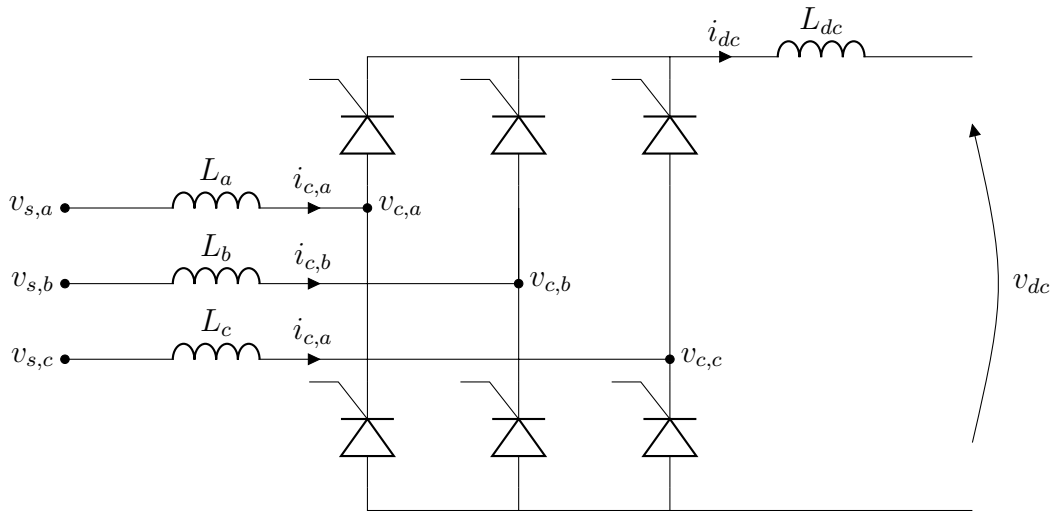 i_{dc}
L_{dc}
L_a
i_{c,a}
v_{s,a}
v_{c,a}
L_b
i_{c,b}
v_{s,b}
v_{c,b}
v_{dc}
L_c
i_{c,a}
v_{s,c}
v_{c,c}